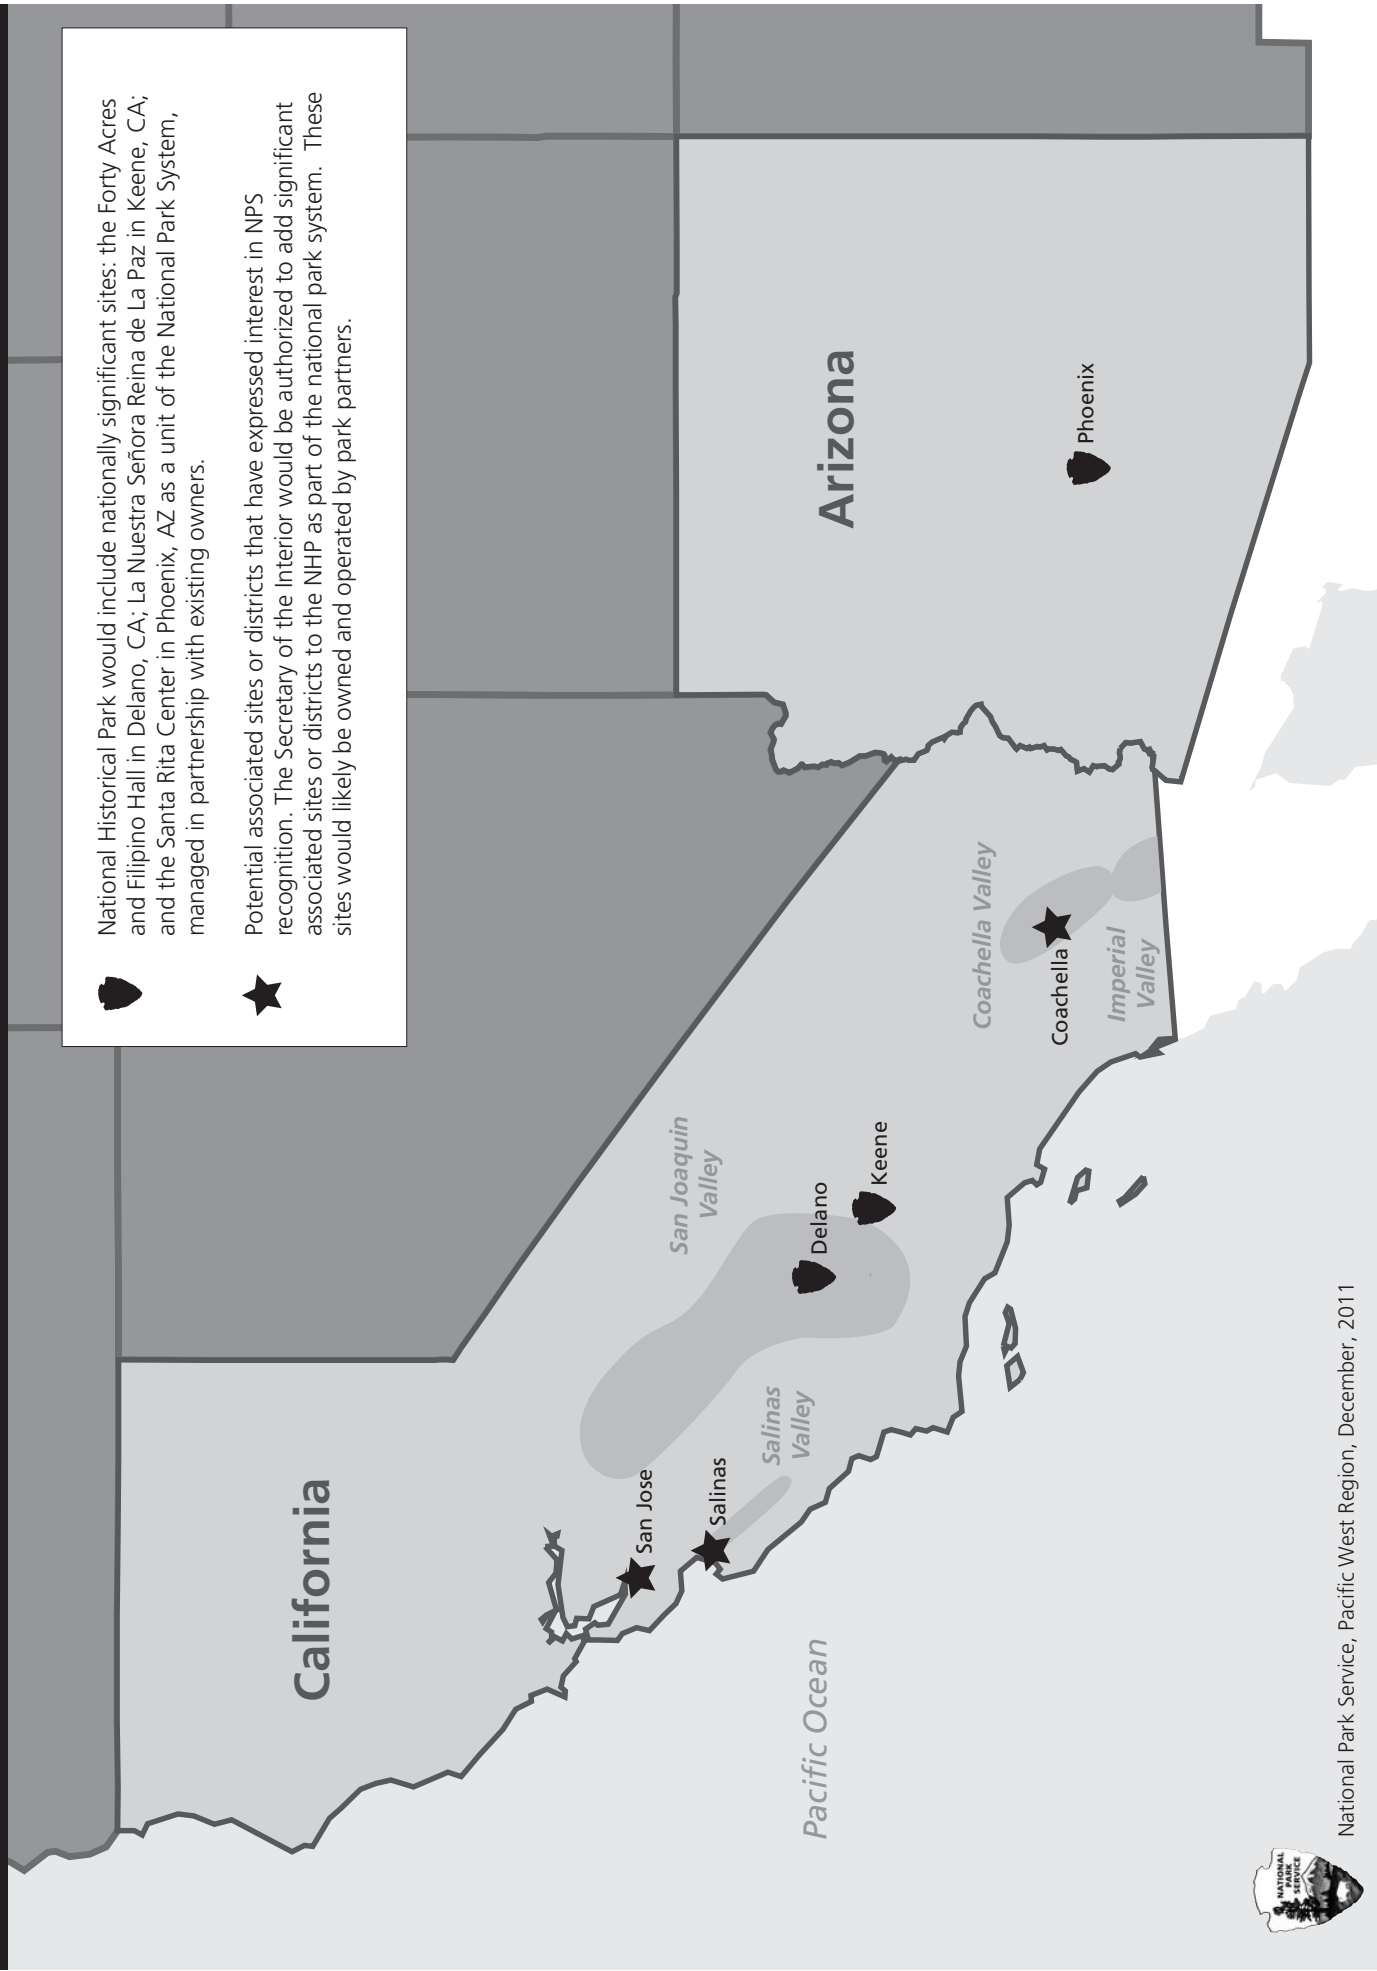 National Historical Park would include nationally significant sites: the Forty Acres
and Filipino Hall in Delano, CA; La Nuestra Señora Reina de La Paz in Keene, CA;
and the Santa Rita Center in Phoenix, AZ as a unit of the National Park System,
managed in partnership with existing owners.
Potential associated sites or districts that have expressed interest in NPS
recognition. The Secretary of the Interior would be authorized to add significant
associated sites or districts to the NHP as part of the national park system. These
sites would likely be owned and operated by park partners.
California
San Jose
Salinas
San Joaquin
Valley
Salinas
Valley
Delano
Keene
Arizona
Pacific Ocean
Coachella Valley
Coachella
Imperial
Valley
Phoenix
NATIONAL
PARK
SERVICE
National Park Service, Pacific West Region, December, 2011